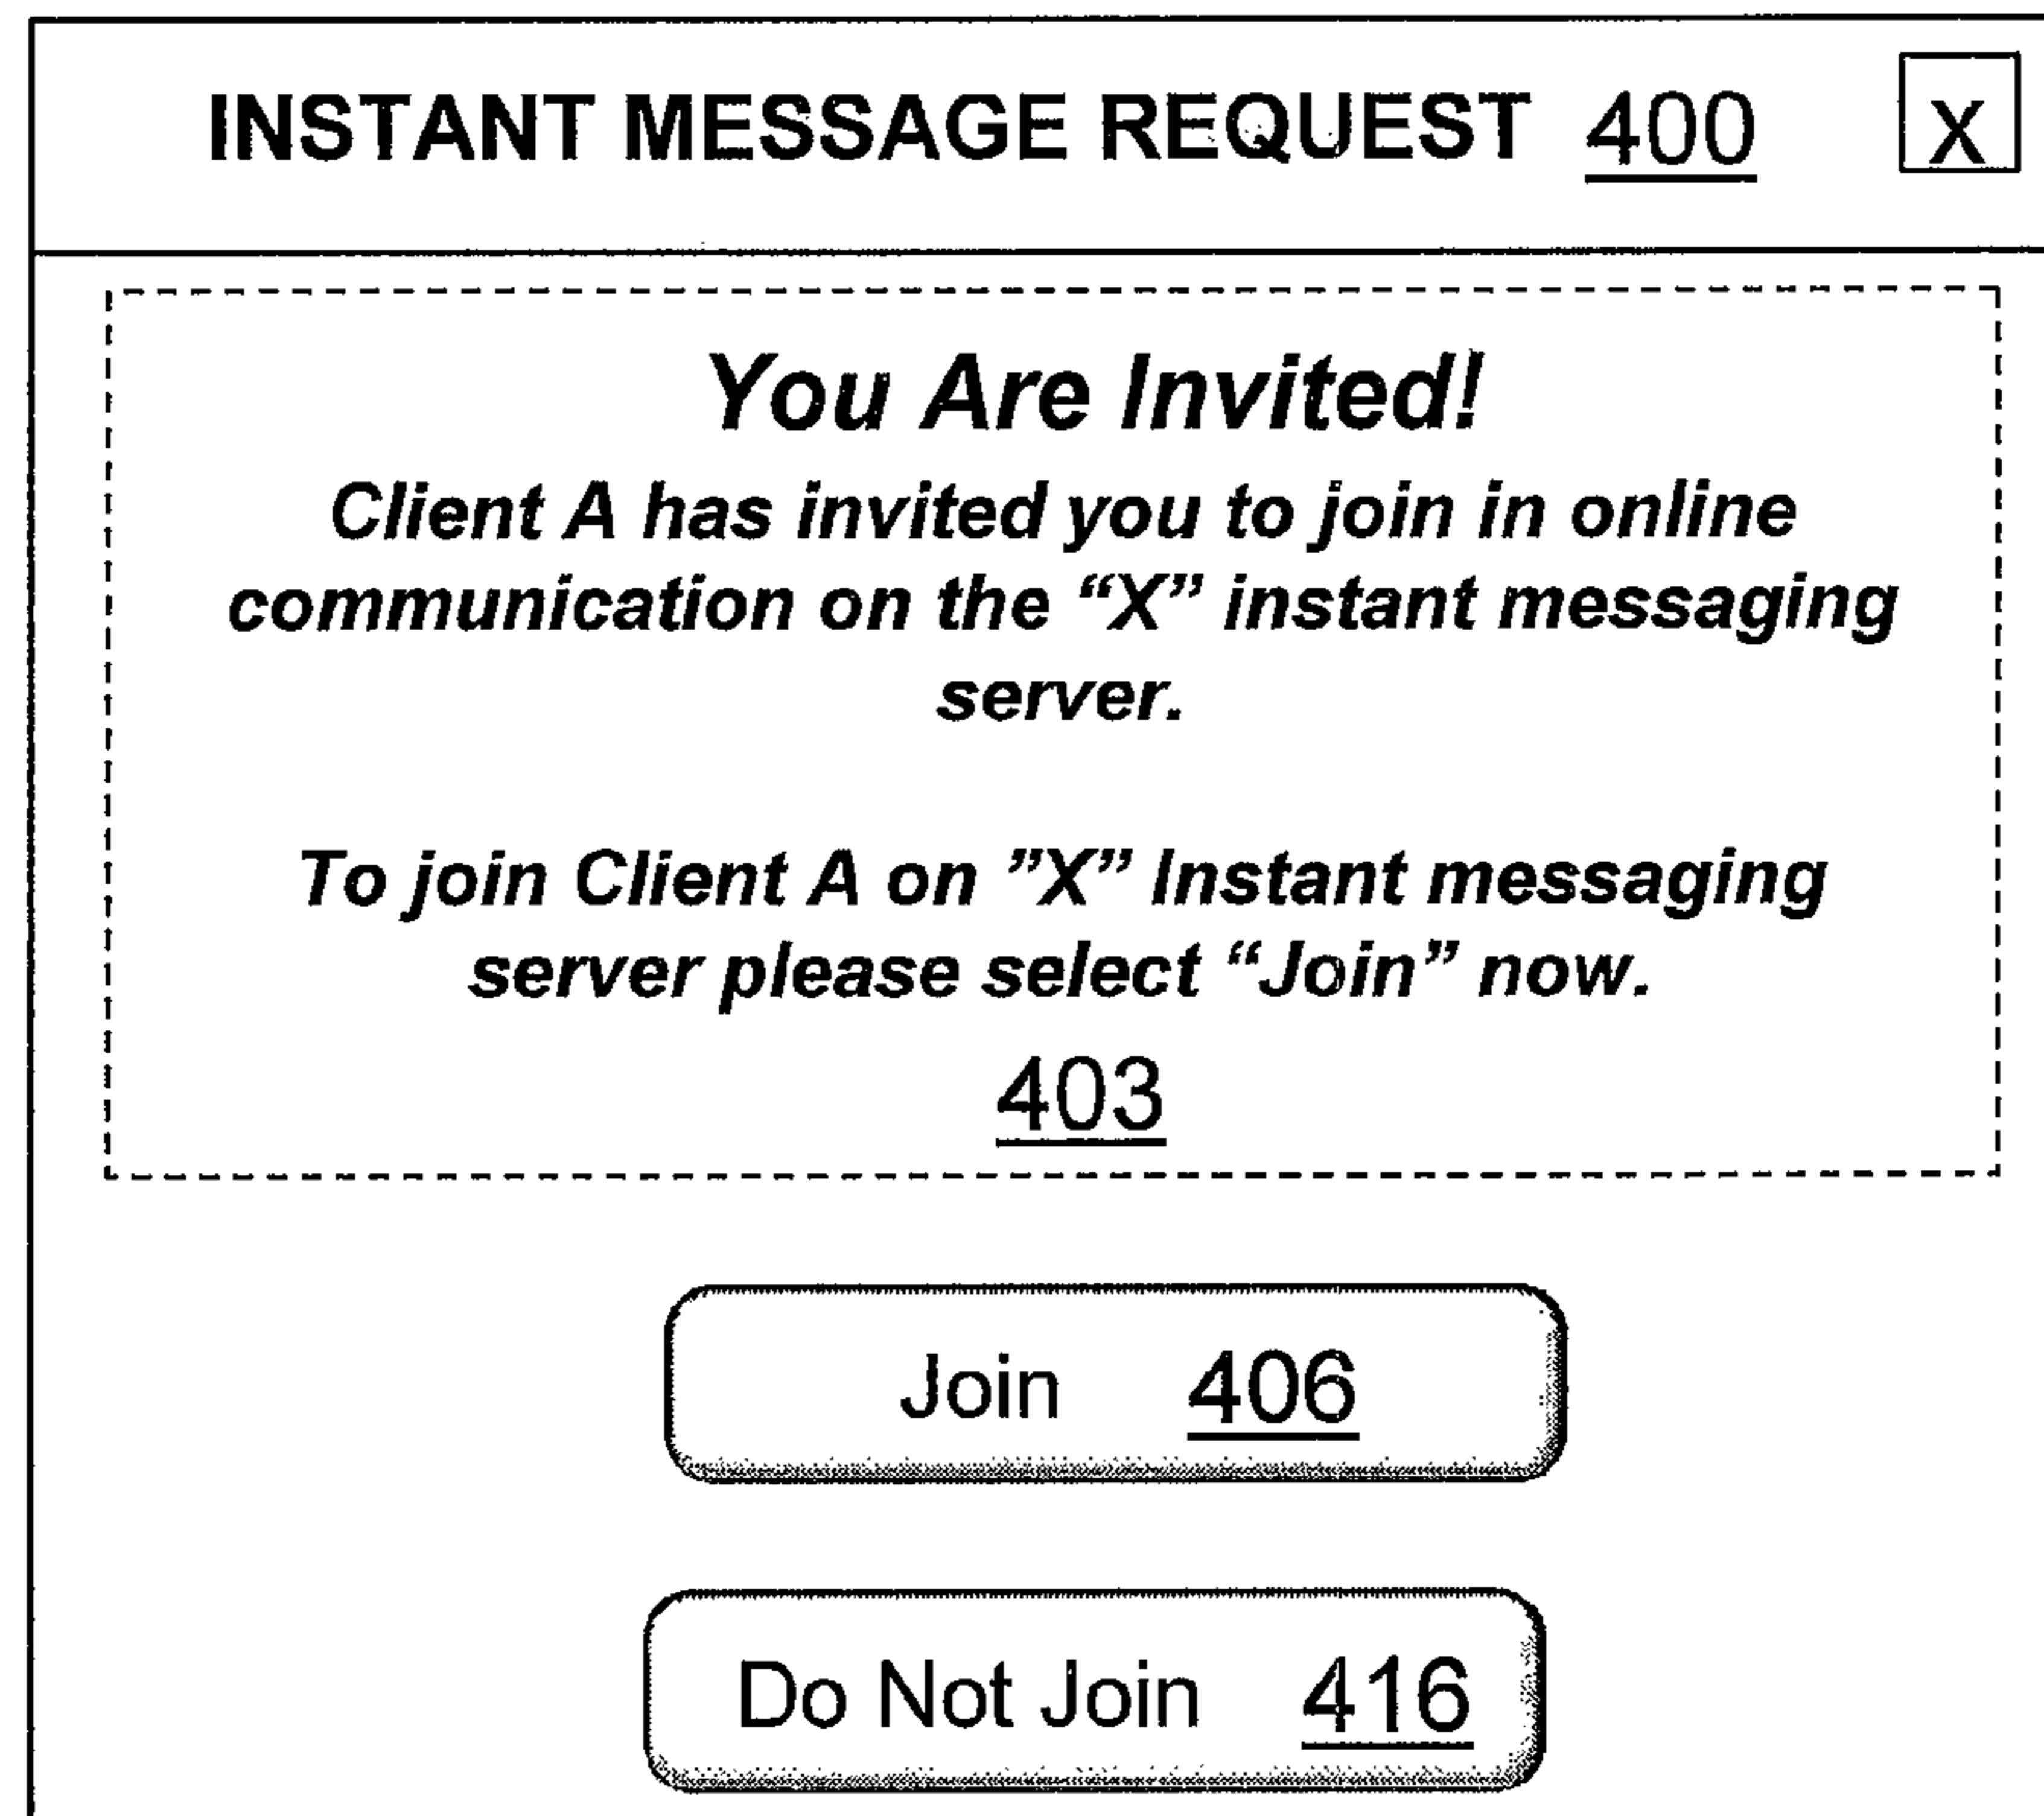 INSTANT MESSAGE REQUEST 400 X
You Are Invited!
Client A has invited you to join in online
communication on the “X” instant messaging
server.
To join Client A on ”X” Instant messaging
server please select “Join” now.
403
Join 406
Do Not Join 416